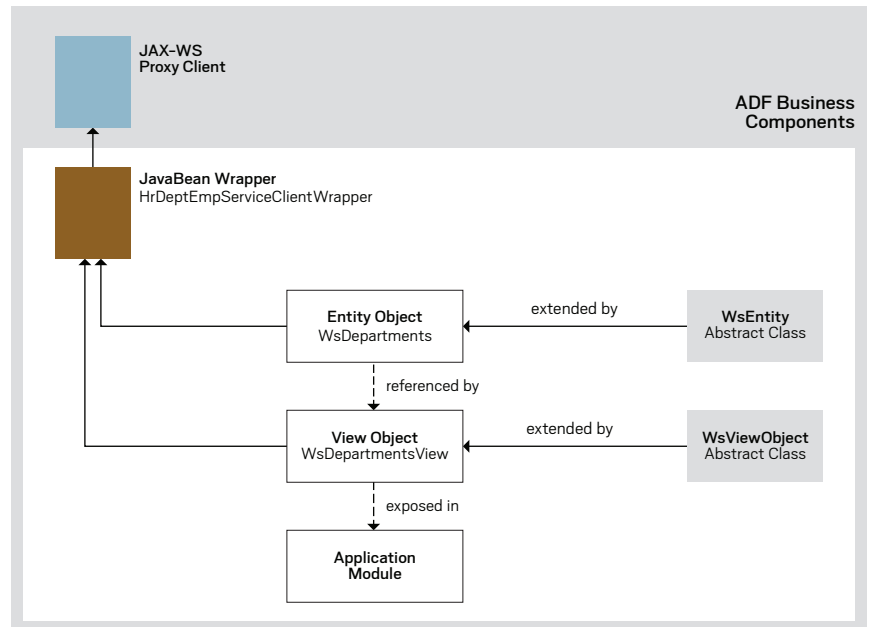 JAX-WS
Proxy Client
ADF Business
Components
JavaBean Wrapper
HrDeptEmpServiceClientWrapper
Entity Object
WsDepartments
extended by
WsEntity
Abstract Class
referenced by
View Object
WsDepartmentsView
extended by
WsViewObject
Abstract Class
exposed in
Application
Module